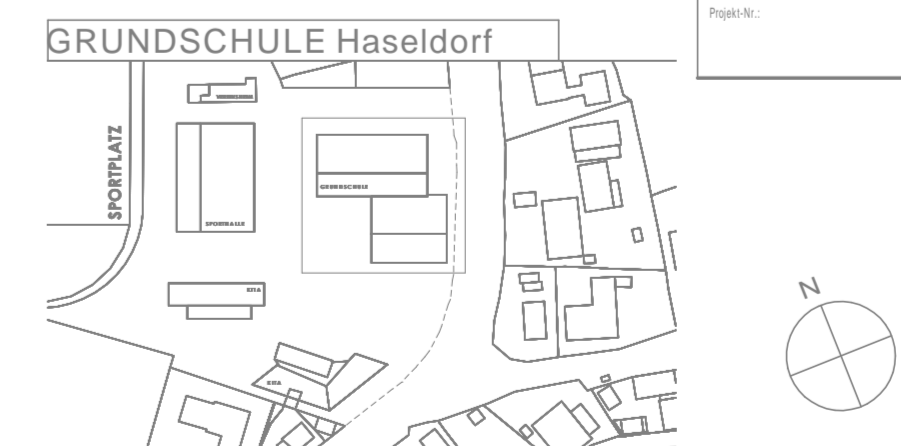 Projekt-Nr.:
GRUNDSCHULE Haseldorf
SPORTPLATZ
GRUNDSCHULE
SPORTHALLE
KITA
KITA
N